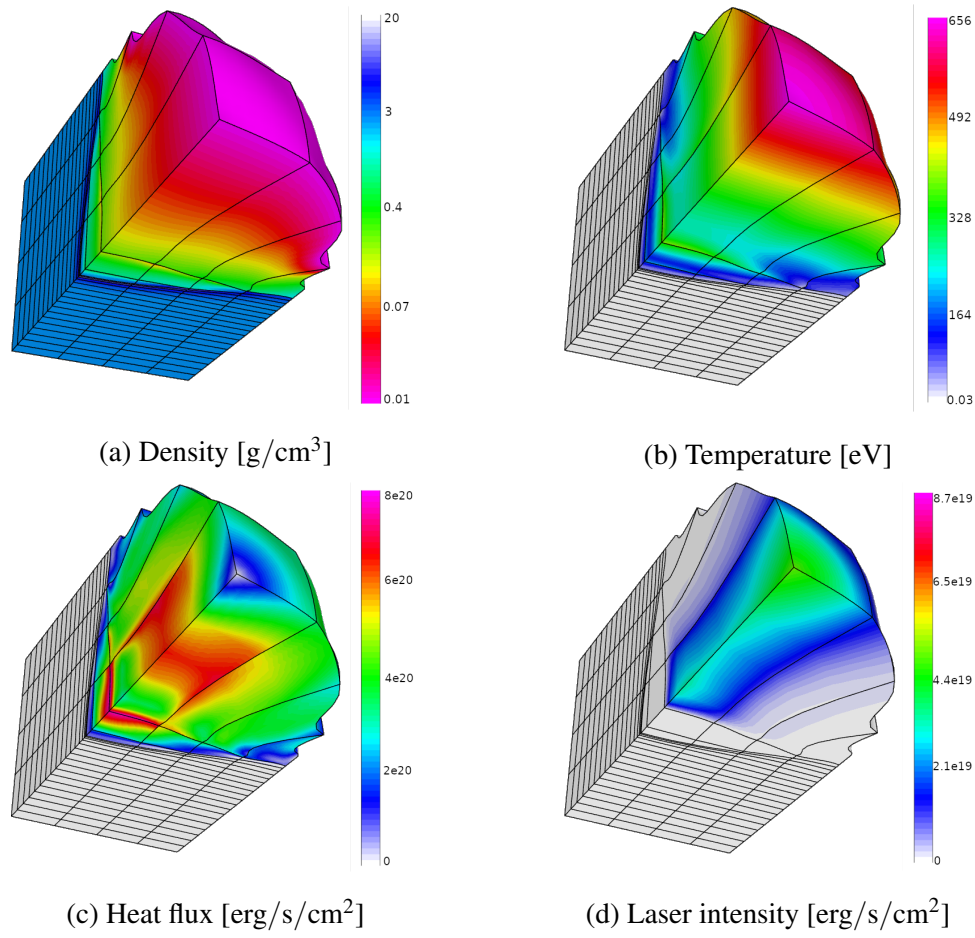 20
3
0.4
0.07
0.01
(a) Density [g/cm³]
656
492
328
164
0.03
(b) Temperature [eV]
8e20
6e20
4e20
2e20
0
(c) Heat flux [erg/s/cm²]
8.7e19
6.5e19
4.4e19
2.1e19
0
(d) Laser intensity [erg/s/cm²]